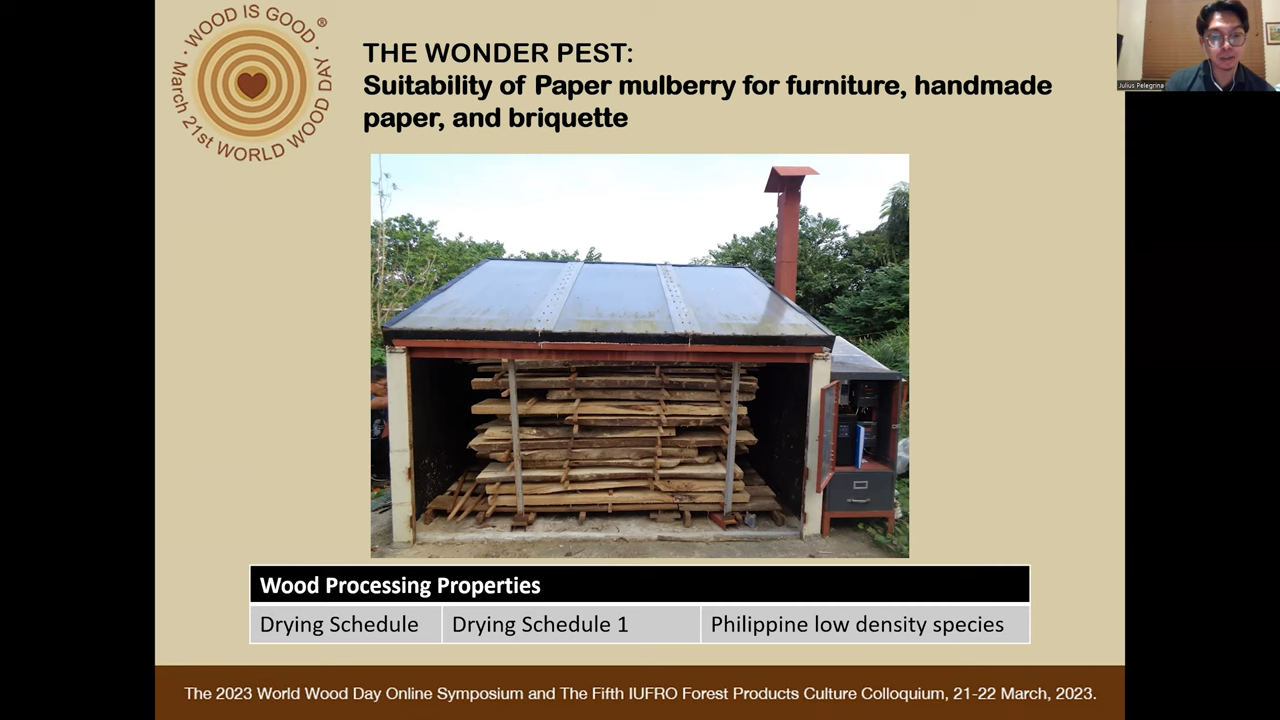 WOOD IS GOOD ·
®
March 21st WORLD WOOD DAY ·
THE WONDER PEST:
Suitability of Paper mulberry for furniture, handmade
paper, and briquette
Julius Pelegrina
Wood Processing Properties
Drying Schedule
Drying Schedule 1
Philippine low density species
The 2023 World Wood Day Online Symposium and The Fifth IUFRO Forest Products Culture Colloquium, 21-22 March, 2023.